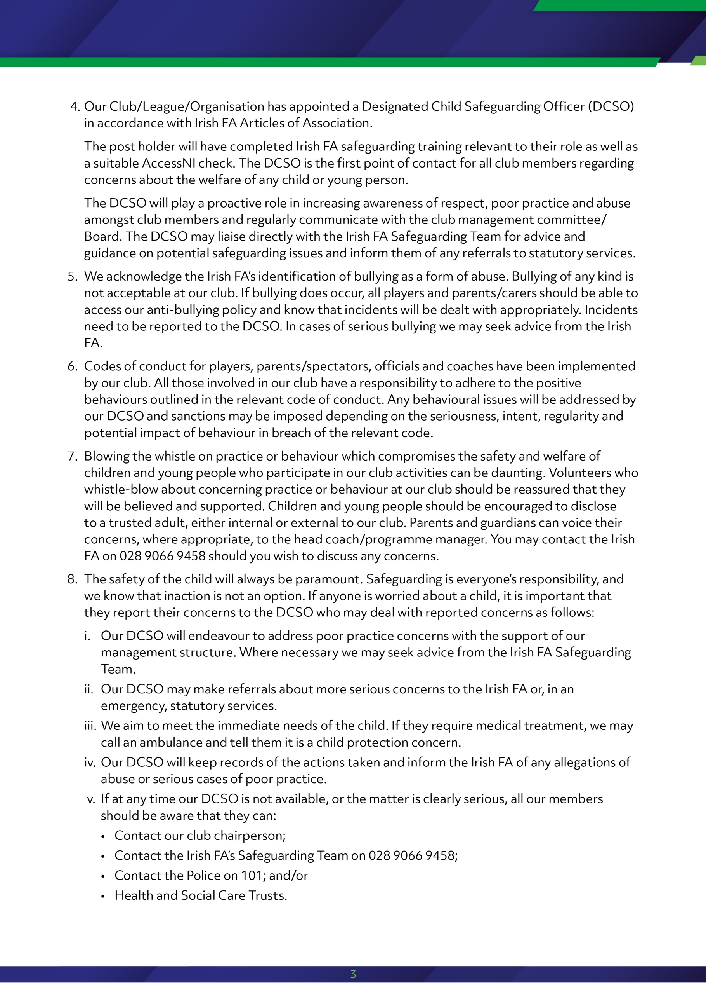 4. Our Club/League/Organisation has appointed a Designated Child Safeguarding Officer (DCSO)
in accordance with Irish FA Articles of Association.
The post holder will have completed Irish FA safeguarding training relevant to their role as well as
a suitable AccessNI check. The DCSO is the first point of contact for all club members regarding
concerns about the welfare of any child or young person.
The DCSO will play a proactive role in increasing awareness of respect, poor practice and abuse
amongst club members and regularly communicate with the club management committee/
Board. The DCSO may liaise directly with the Irish FA Safeguarding Team for advice and
guidance on potential safeguarding issues and inform them of any referrals to statutory services.
5. We acknowledge the Irish FA’s identification of bullying as a form of abuse. Bullying of any kind is
not acceptable at our club. If bullying does occur, all players and parents/carers should be able to
access our anti-bullying policy and know that incidents will be dealt with appropriately. Incidents
need to be reported to the DCSO. In cases of serious bullying we may seek advice from the Irish
FA.
6. Codes of conduct for players, parents/spectators, officials and coaches have been implemented
by our club. All those involved in our club have a responsibility to adhere to the positive
behaviours outlined in the relevant code of conduct. Any behavioural issues will be addressed by
our DCSO and sanctions may be imposed depending on the seriousness, intent, regularity and
potential impact of behaviour in breach of the relevant code.
7. Blowing the whistle on practice or behaviour which compromises the safety and welfare of
children and young people who participate in our club activities can be daunting. Volunteers who
whistle-blow about concerning practice or behaviour at our club should be reassured that they
will be believed and supported. Children and young people should be encouraged to disclose
to a trusted adult, either internal or external to our club. Parents and guardians can voice their
concerns, where appropriate, to the head coach/programme manager. You may contact the Irish
FA on 028 9066 9458 should you wish to discuss any concerns.
8. The safety of the child will always be paramount. Safeguarding is everyone’s responsibility, and
we know that inaction is not an option. If anyone is worried about a child, it is important that
they report their concerns to the DCSO who may deal with reported concerns as follows:
i. Our DCSO will endeavour to address poor practice concerns with the support of our
management structure. Where necessary we may seek advice from the Irish FA Safeguarding
Team.
ii. Our DCSO may make referrals about more serious concerns to the Irish FA or, in an
emergency, statutory services.
iii. We aim to meet the immediate needs of the child. If they require medical treatment, we may
call an ambulance and tell them it is a child protection concern.
iv. Our DCSO will keep records of the actions taken and inform the Irish FA of any allegations of
abuse or serious cases of poor practice.
v. If at any time our DCSO is not available, or the matter is clearly serious, all our members
should be aware that they can:
• Contact our club chairperson;
• Contact the Irish FA’s Safeguarding Team on 028 9066 9458;
• Contact the Police on 101; and/or
• Health and Social Care Trusts.
3